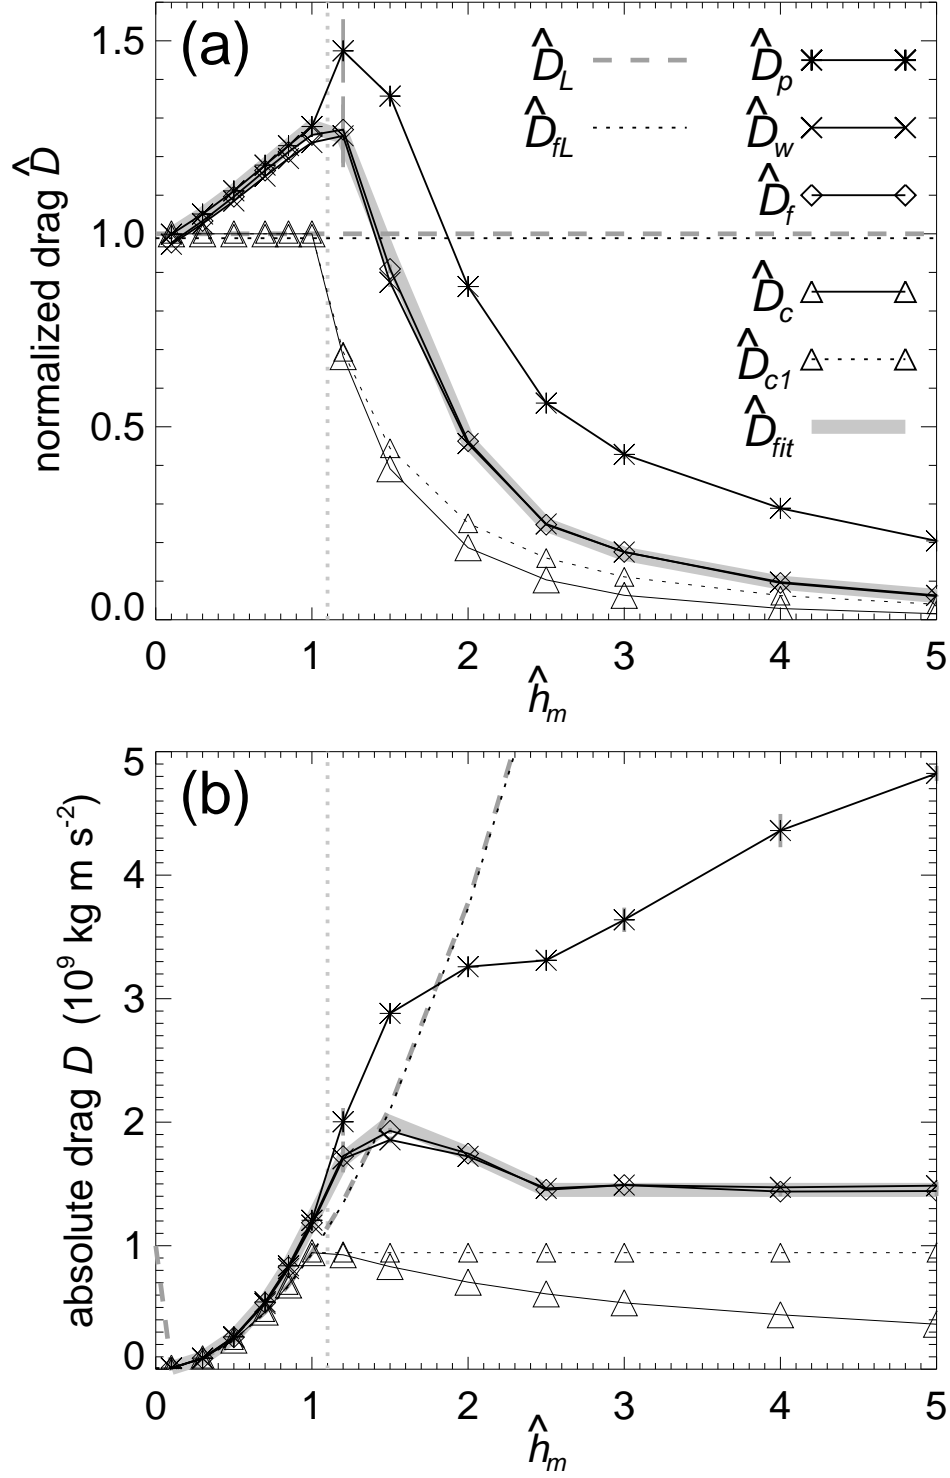 (a)
normalized drag D̂
1.5
1.0
0.5
0.0
D̂_L
D̂_fL
D̂_p
D̂_w
D̂_f
D̂_c
D̂_c1
D̂_fit
0 1 2 3 4 5
ĥ_m
(b)
absolute drag D (10⁹ kg m s⁻²)
5
4
3
2
1
0
0 1 2 3 4 5
ĥ_m